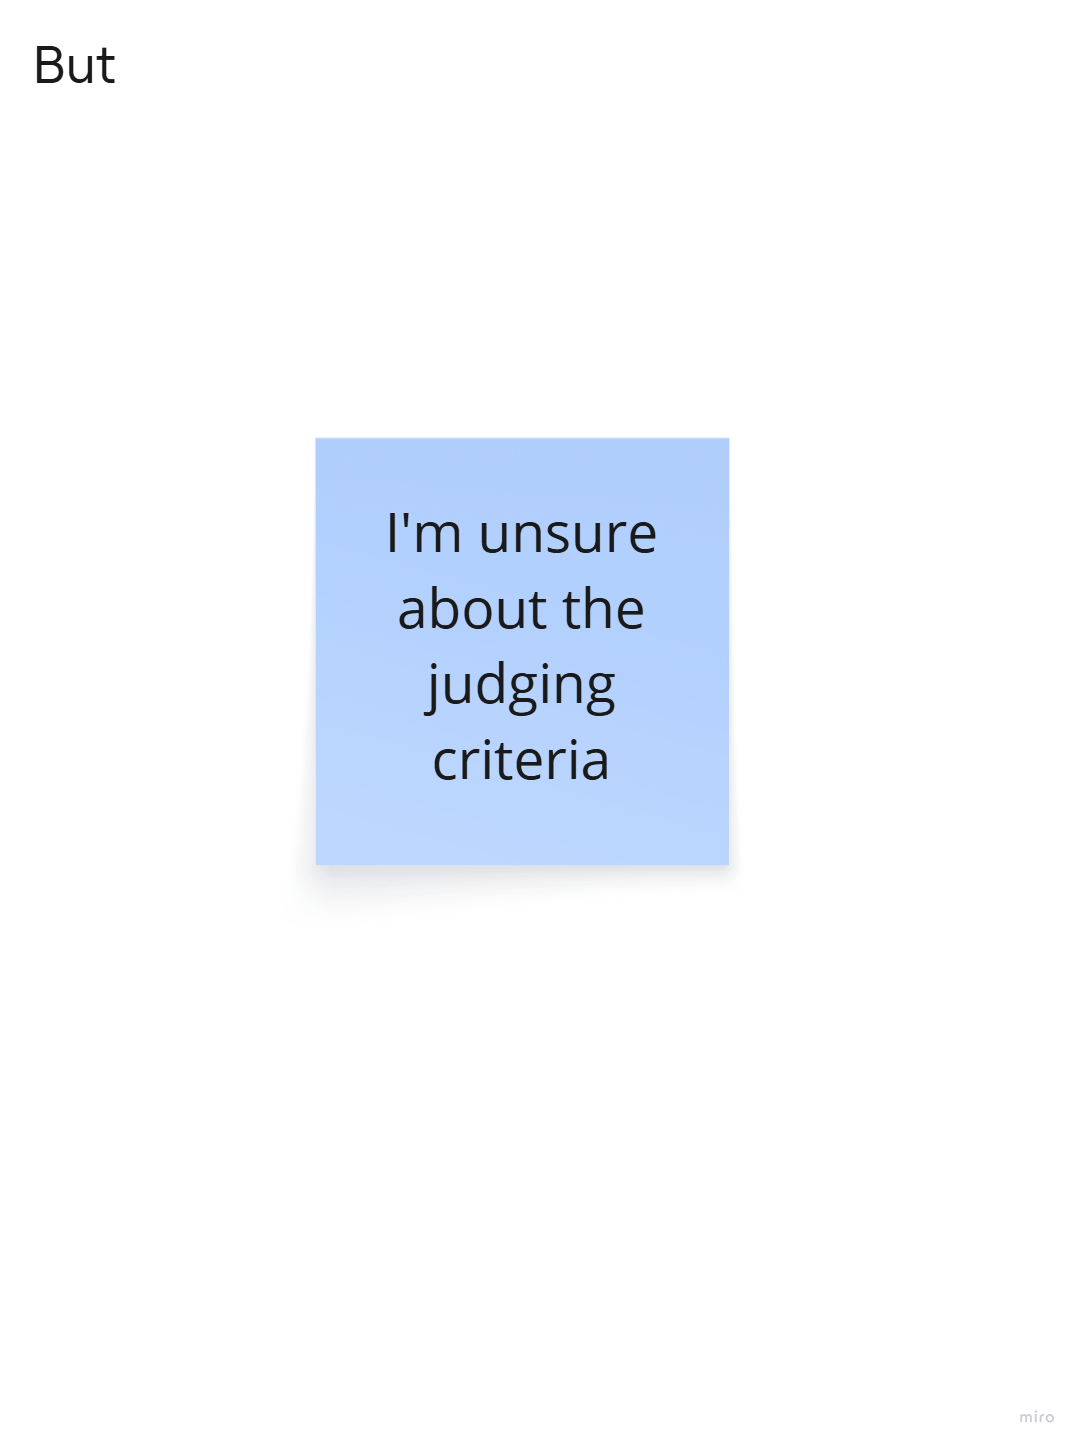 But
I'm unsure
about the
judging
criteria
miro